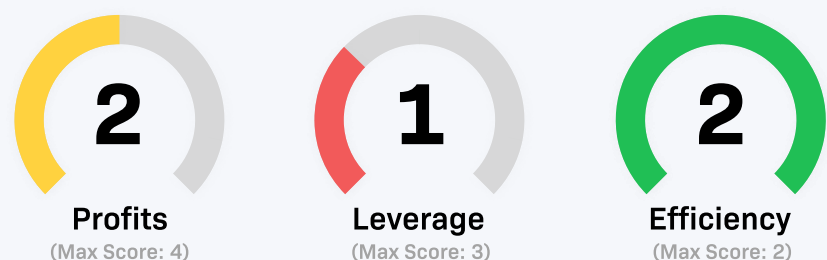 2 1 2
Profits Leverage Efficiency
(Max Score: 4) (Max Score: 3) (Max Score: 2)